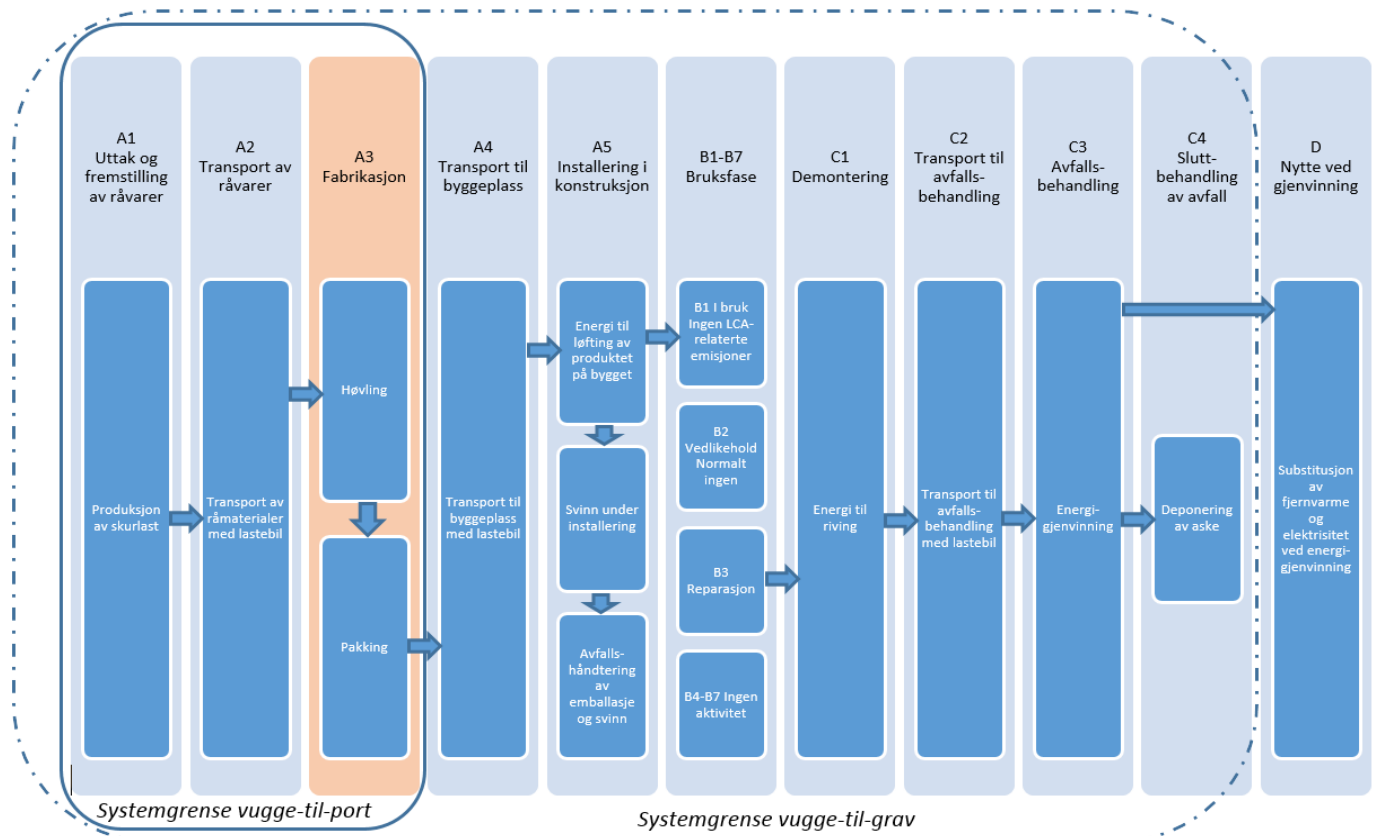 A1
Uttak og
fremstilling
av råvarer
A2
Transport av
råvarer
A3
Fabrikasjon
A4
Transport til
byggeplass
A5
Installering i
konstruksjon
B1-B7
Bruksfase
C1
Demontering
C2
Transport til
avfalls-
behandling
C3
Avfalls-
behandling
C4
Slutt-
behandling
av avfall
D
Nytte ved
gjenvinning
Produksjon
av skurlast
Transport av
råmaterialer
med lastebil
Høvling
Pakking
Transport til
byggeplass
med lastebil
Energi til
løfting av
produktet
på bygget
Svinn under
installering
Avfalls-
håndtering
av
emballasje
og svinn
B1 I bruk
Ingen LCA-
relaterte
emisjoner
B2
Vedlikehold
Normalt
ingen
B3
Reparasjon
B4-B7 Ingen
aktivitet
Energi til
riving
Transport til
avfalls-
behandling
med lastebil
Energi-
gjenvinning
Deponering
av aske
Substitusjon
av
fjernvarme
og
elektrisitet
ved energi-
gjenvinning
Systemgrense vugge-til-port
Systemgrense vugge-til-grav